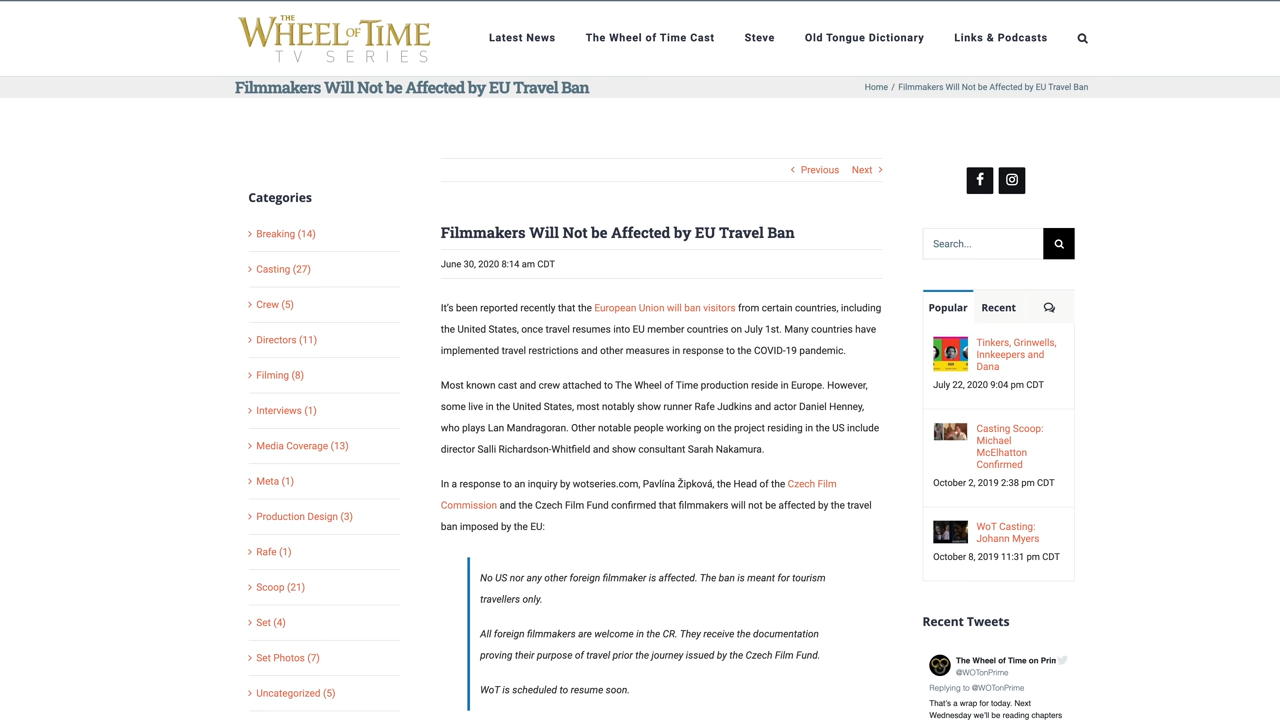 THE
WHEEL OF TIME
TV SERIES
Latest News
The Wheel of Time Cast
Steve
Old Tongue Dictionary
Links & Podcasts
Filmmakers Will Not be Affected by EU Travel Ban
Home / Filmmakers Will Not be Affected by EU Travel Ban
Categories
Breaking (14)
Casting (27)
Crew (5)
Directors (11)
Filming (8)
Interviews (1)
Media Coverage (13)
Meta (1)
Production Design (3)
Rafe (1)
Scoop (21)
Set (4)
Set Photos (7)
Uncategorized (5)
Previous Next
Filmmakers Will Not be Affected by EU Travel Ban
June 30, 2020 8:14 am CDT
It's been reported recently that the European Union will ban visitors from certain countries, including
the United States, once travel resumes into EU member countries on July 1st. Many countries have
implemented travel restrictions and other measures in response to the COVID-19 pandemic.
Most known cast and crew attached to The Wheel of Time production reside in Europe. However,
some live in the United States, most notably show runner Rafe Judkins and actor Daniel Henney,
who plays Lan Mandragoran. Other notable people working on the project residing in the US include
director Salli Richardson-Whitfield and show consultant Sarah Nakamura.
In a response to an inquiry by wotseries.com, Pavlína Žipková, the Head of the Czech Film
Commission and the Czech Film Fund confirmed that filmmakers will not be affected by the travel
ban imposed by the EU:
No US nor any other foreign filmmaker is affected. The ban is meant for tourism
travellers only.
All foreign filmmakers are welcome in the CR. They receive the documentation
proving their purpose of travel prior the journey issued by the Czech Film Fund.
WoT is scheduled to resume soon.
Search...
Popular
Recent
Tinkers, Grinwells,
Innkeepers and
Dana
July 22, 2020 9:04 pm CDT
Casting Scoop:
Michael
McElhatton
Confirmed
October 2, 2019 2:38 pm CDT
WoT Casting:
Johann Myers
October 8, 2019 11:31 pm CDT
Recent Tweets
The Wheel of Time on Prim
@WOTonPrime
Replying to @WOTonPrime
That's a wrap for today. Next
Wednesday we'll be reading chapters